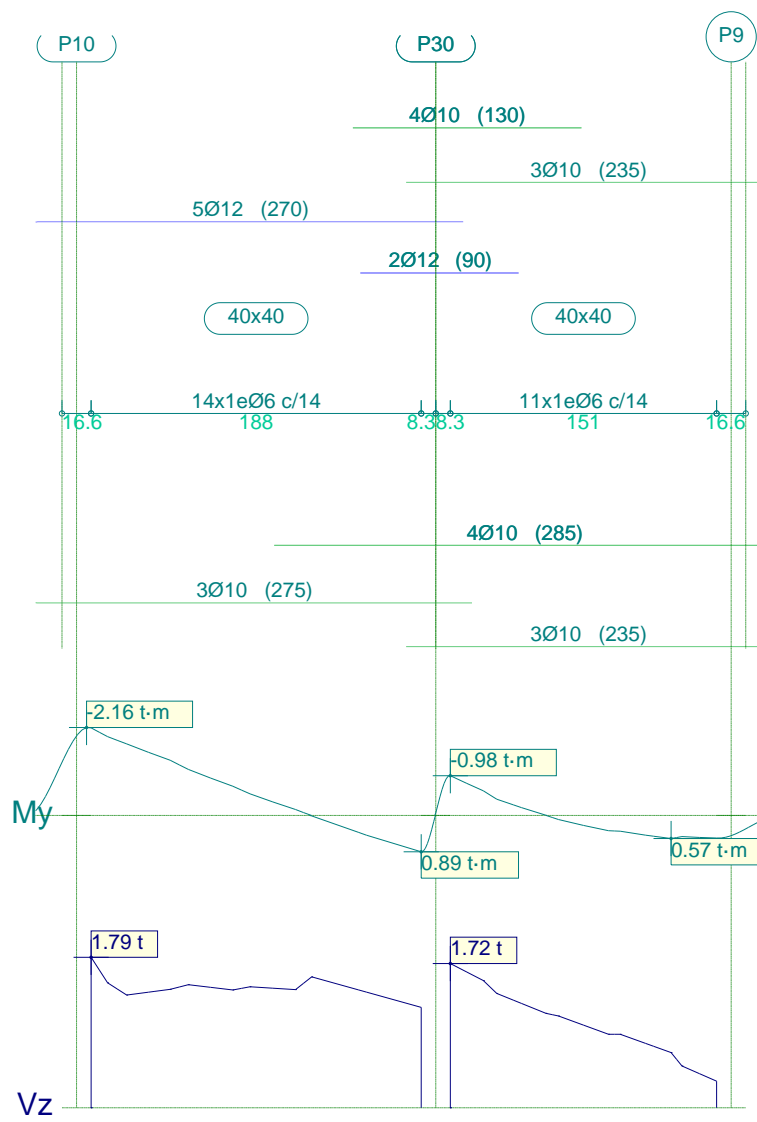 P10 P30 P9
4Ø10 (130)
3Ø10 (235)
5Ø12 (270)
2Ø12 (90)
40x40 40x40
14x1eØ6 c/14 11x1eØ6 c/14
16.6 188 8.3 8.3 151 16.6
4Ø10 (285)
3Ø10 (275)
3Ø10 (235)
-2.16 t·m
-0.98 t·m
My
0.89 t·m 0.57 t·m
1.79 t 1.72 t
Vz